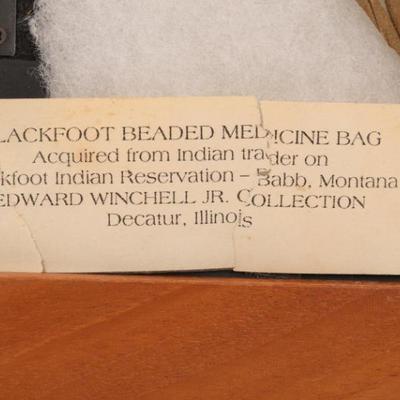 LACKFOOT BEADED MEDICINE BAG
Acquired from Indian trader on
kfoot Indian Reservation – Babb, Montana
EDWARD WINCHELL JR. COLLECTION
Decatur, Illinois